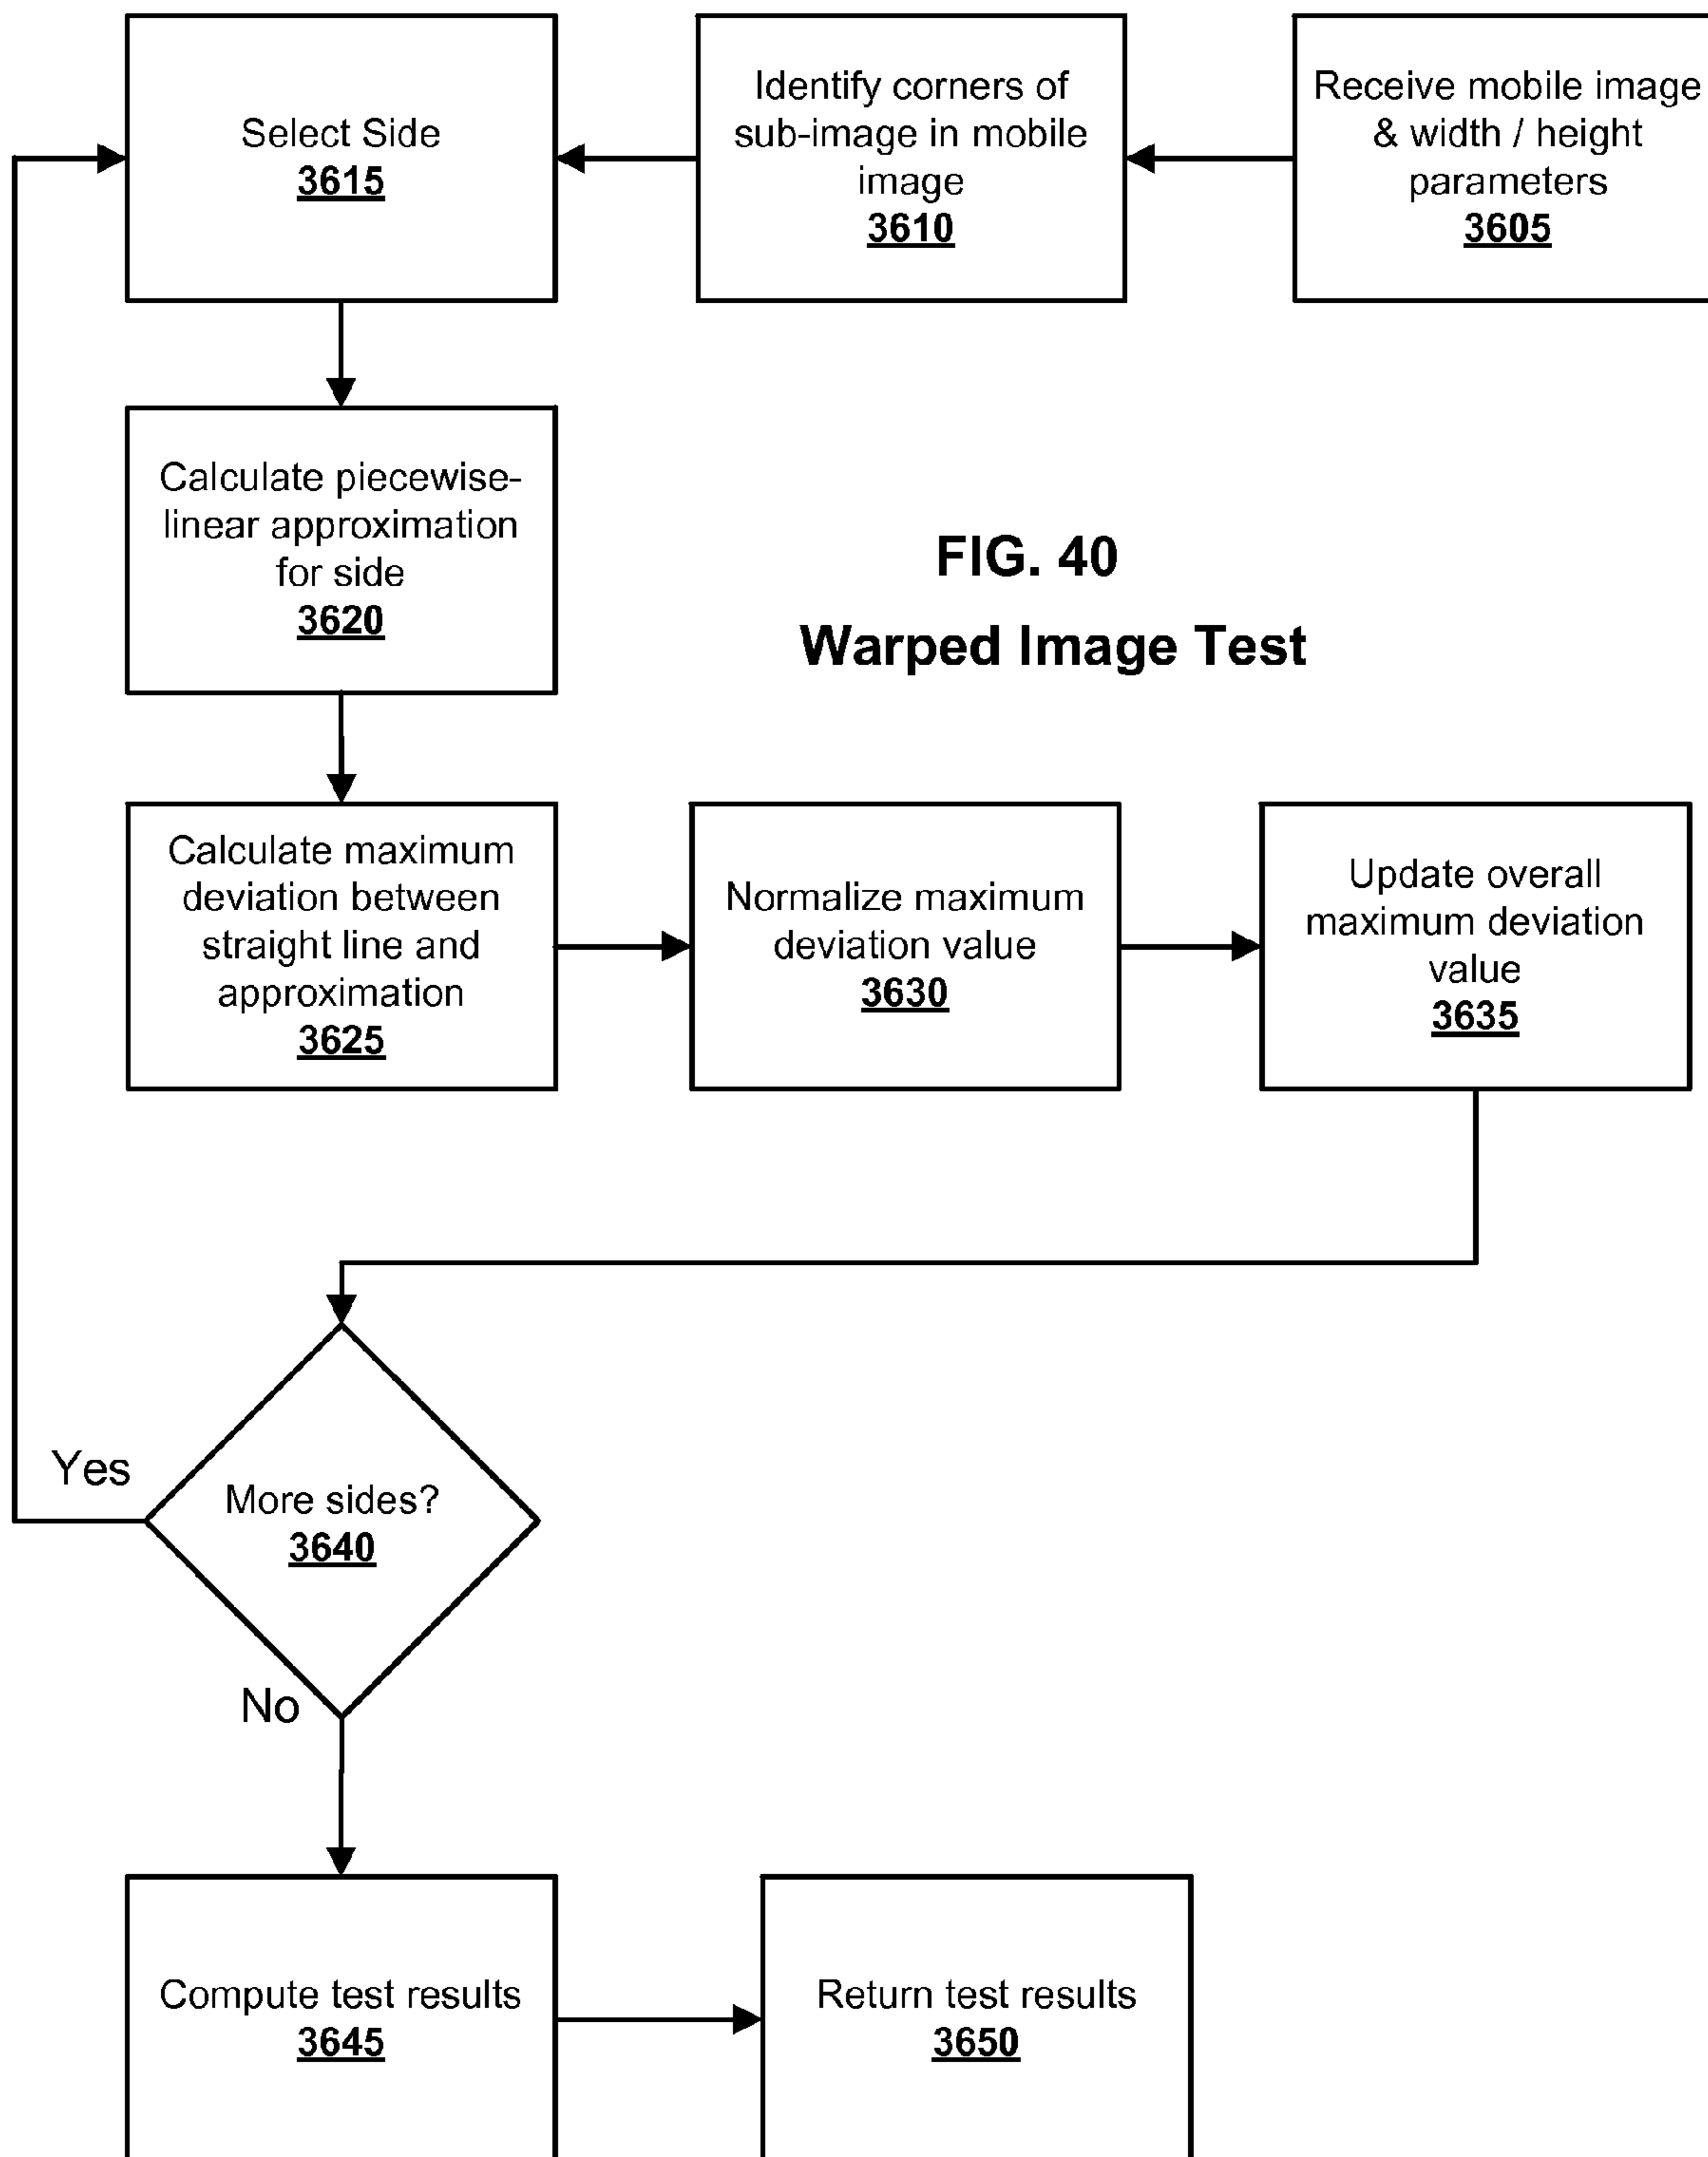 Receive mobile image
& width / height
parameters
3605
Identify corners of
sub-image in mobile
image
3610
Select Side
3615
Calculate piecewise-
linear approximation
for side
3620
FIG. 40
Warped Image Test
Calculate maximum
deviation between
straight line and
approximation
3625
Normalize maximum
deviation value
3630
Update overall
maximum deviation
value
3635
More sides?
3640
Yes
No
Compute test results
3645
Return test results
3650